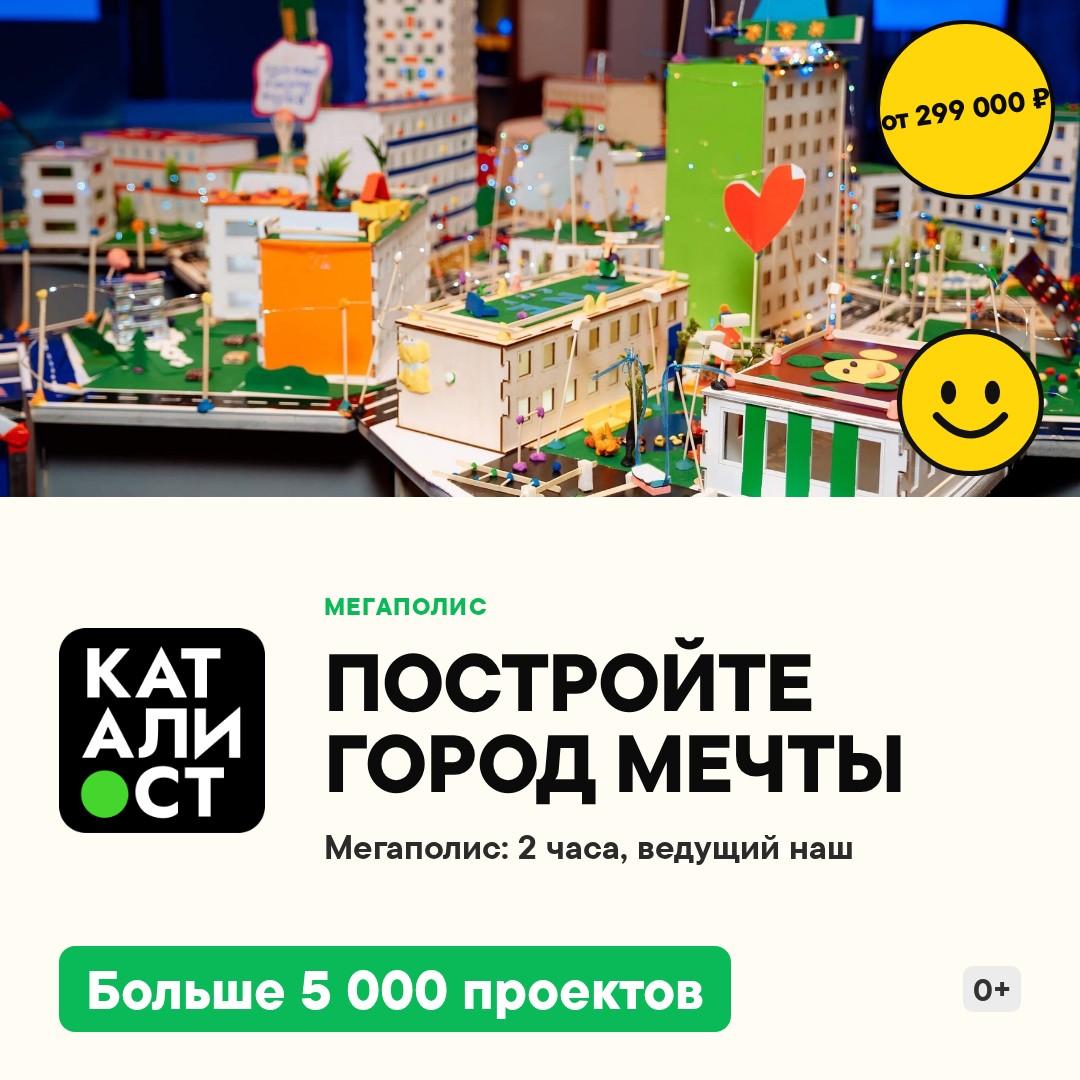 от 299 000 ₽
МЕГАПОЛИС
КАТ
АЛИ
СТ
ПОСТРОЙТЕ
ГОРОД МЕЧТЫ
Мегаполис: 2 часа, ведущий наш
Больше 5 000 проектов
0+